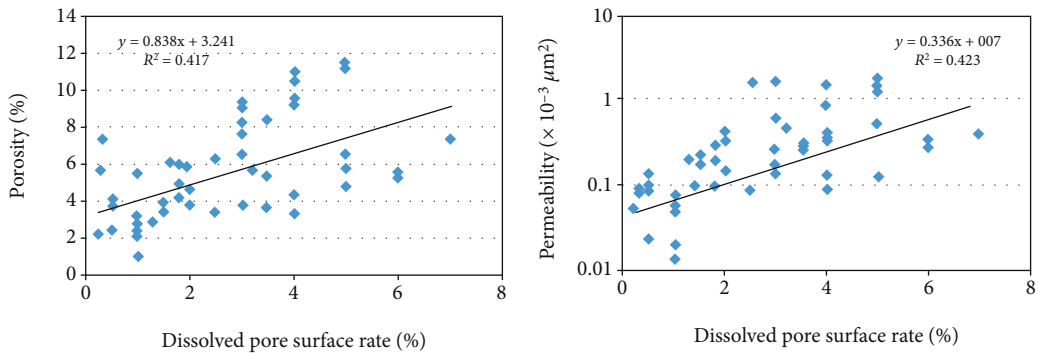 14
12
10
8
6
4
2
0
Porosity (%)
y = 0.838x + 3.241
R² = 0.417
0 2 4 6 8
Dissolved pore surface rate (%)
10
1
0.1
0.01
Permeability (× 10⁻³ μm²)
y = 0.336x + 007
R² = 0.423
0 2 4 6 8
Dissolved pore surface rate (%)